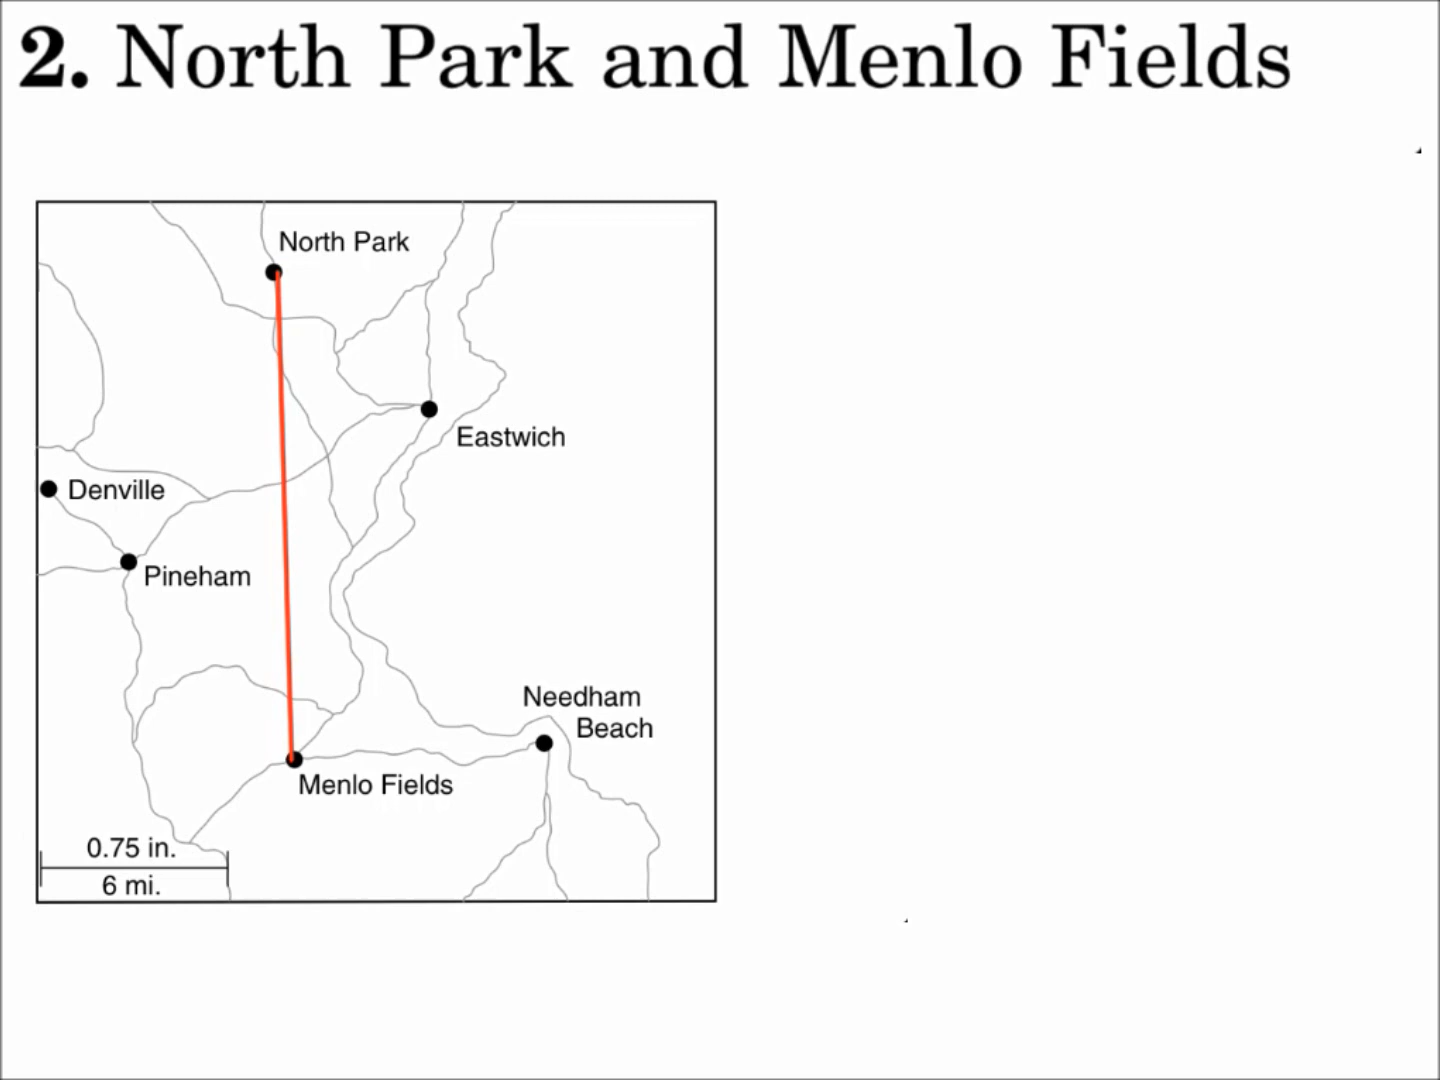 2. North Park and Menlo Fields
North Park
Eastwich
Denville
Pineham
Needham
Beach
Menlo Fields
0.75 in.
6 mi.